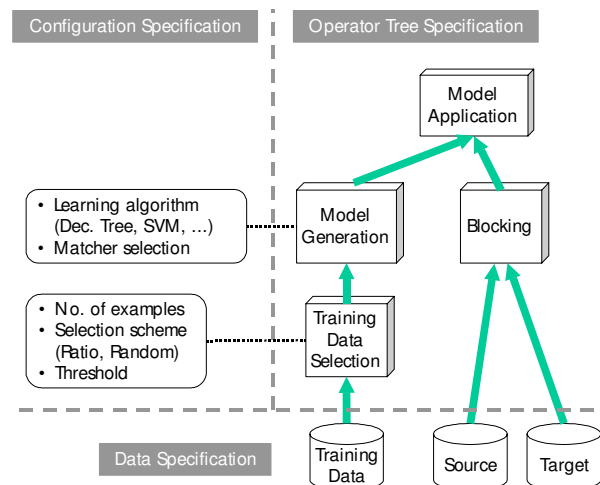 Configuration Specification
Operator Tree Specification
Model
Application
• Learning algorithm
(Dec. Tree, SVM, ...)
• Matcher selection
Model
Generation
Blocking
• No. of examples
• Selection scheme
(Ratio, Random)
• Threshold
Training
Data
Selection
Data Specification
Training
Data
Source
Target